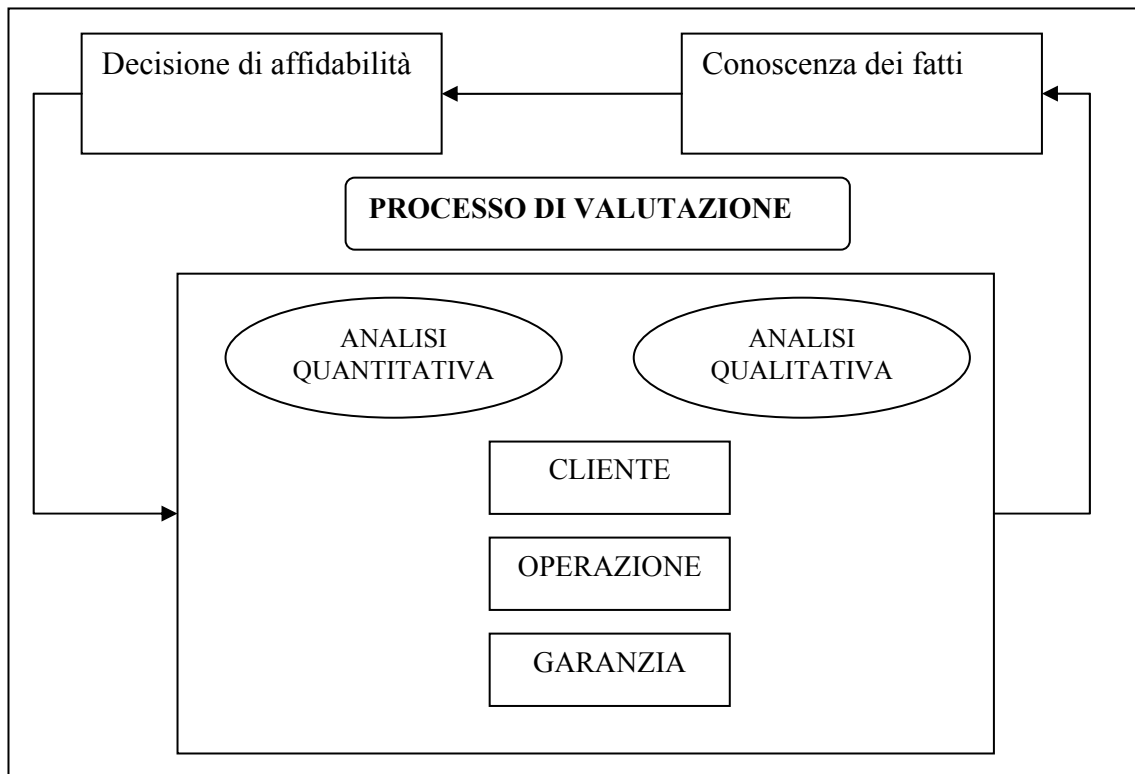 Decisione di affidabilità
Conoscenza dei fatti
PROCESSO DI VALUTAZIONE
ANALISI
QUANTITATIVA
ANALISI
QUALITATIVA
CLIENTE
OPERAZIONE
GARANZIA